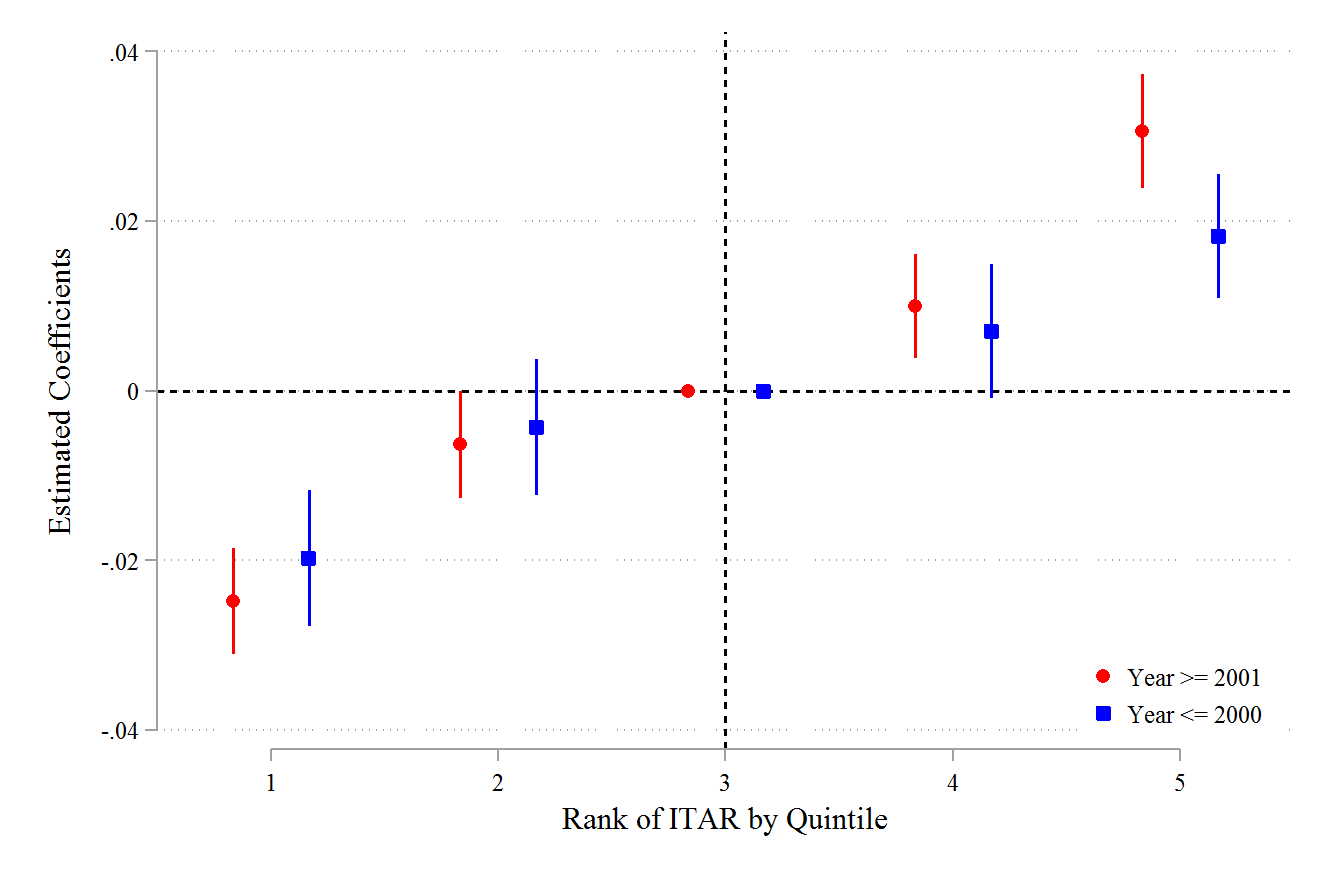 .04
.02
0
-.02
-.04
Estimated Coefficients
1 2 3 4 5
Rank of ITAR by Quintile
Year >= 2001
Year <= 2000